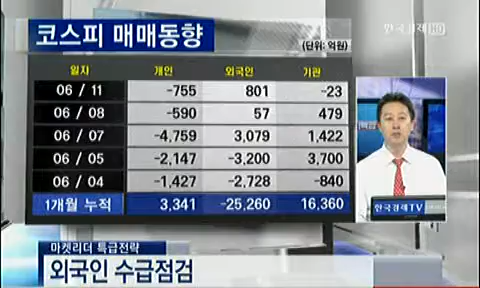 코스피 매매동향
(단위: 억원)
한국경제 HD
일자 개인 외국인 기관
06 / 11 -755 801 -23
06 / 08 -590 57 479
06 / 07 -4,759 3,079 1,422
06 / 05 -2,147 -3,200 3,700
06 / 04 -1,427 -2,728 -840
1개월 누적 3,341 -25,260 16,360
한국경제TV
마켓리더 특급전략
외국인 수급점검